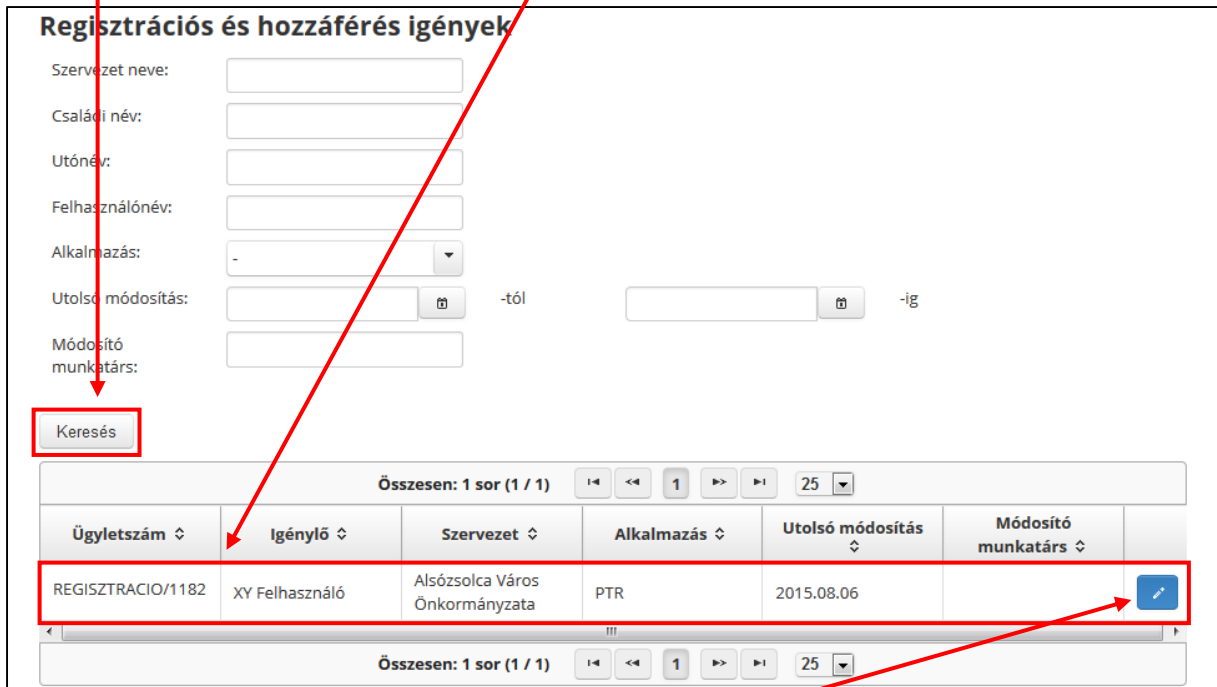 Regisztrációs és hozzáférés igények
Szervezet neve:
Családi név:
Utónév:
Felhasználónév:
Alkalmazás:
-
Utolsó módosítás:
-tól
-ig
Módosító
munkatárs:
Keresés
Összesen: 1 sor (1 / 1) 1 25
Ügyletszám Igénylő Szervezet Alkalmazás Utolsó módosítás Módosító
munkatárs
REGISZTRACIO/1182 XY Felhasználó Alsózsolca Város
Önkormányzata PTR 2015.08.06
Összesen: 1 sor (1 / 1) 1 25